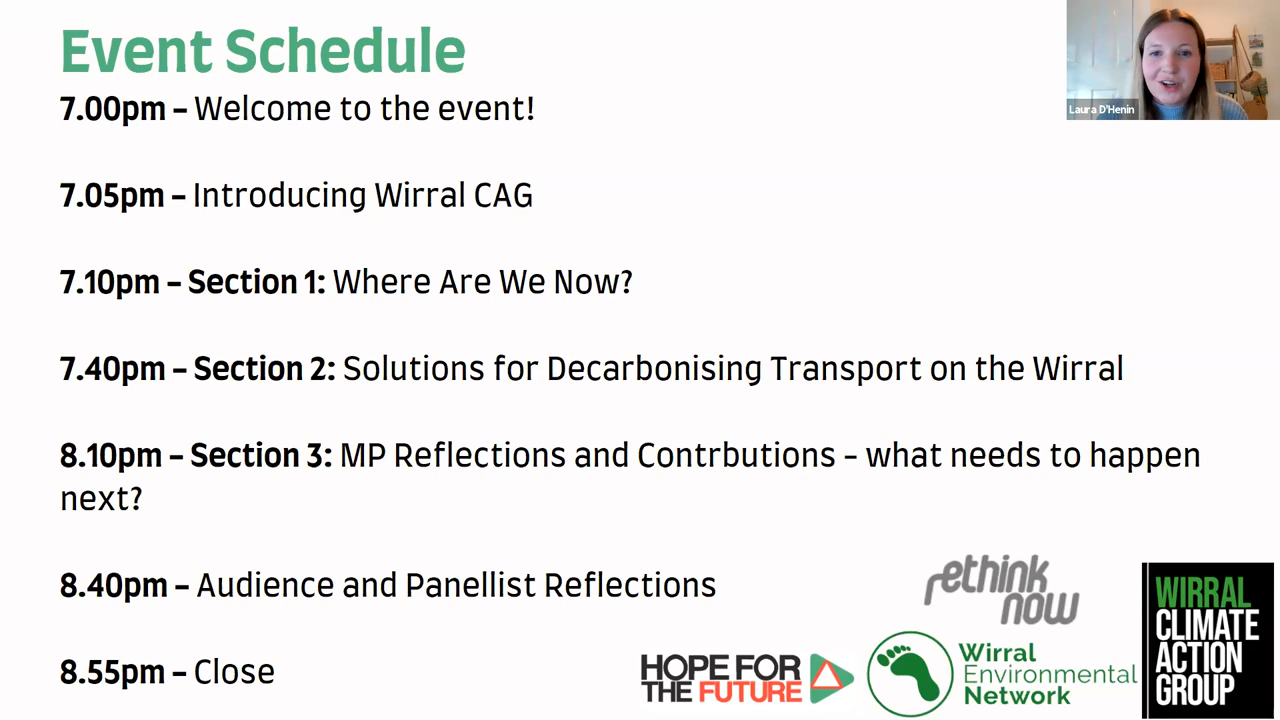 Event Schedule
7.00pm – Welcome to the event!
7.05pm – Introducing Wirral CAG
7.10pm – Section 1: Where Are We Now?
7.40pm – Section 2: Solutions for Decarbonising Transport on the Wirral
8.10pm – Section 3: MP Reflections and Contrbutions – what needs to happen
next?
8.40pm – Audience and Panellist Reflections
8.55pm – Close
Laura D'Henin
rethink
now
HOPE FOR
THE FUTURE
Wirral
Environmental
Network
WIRRAL
CLIMATE
ACTION
GROUP